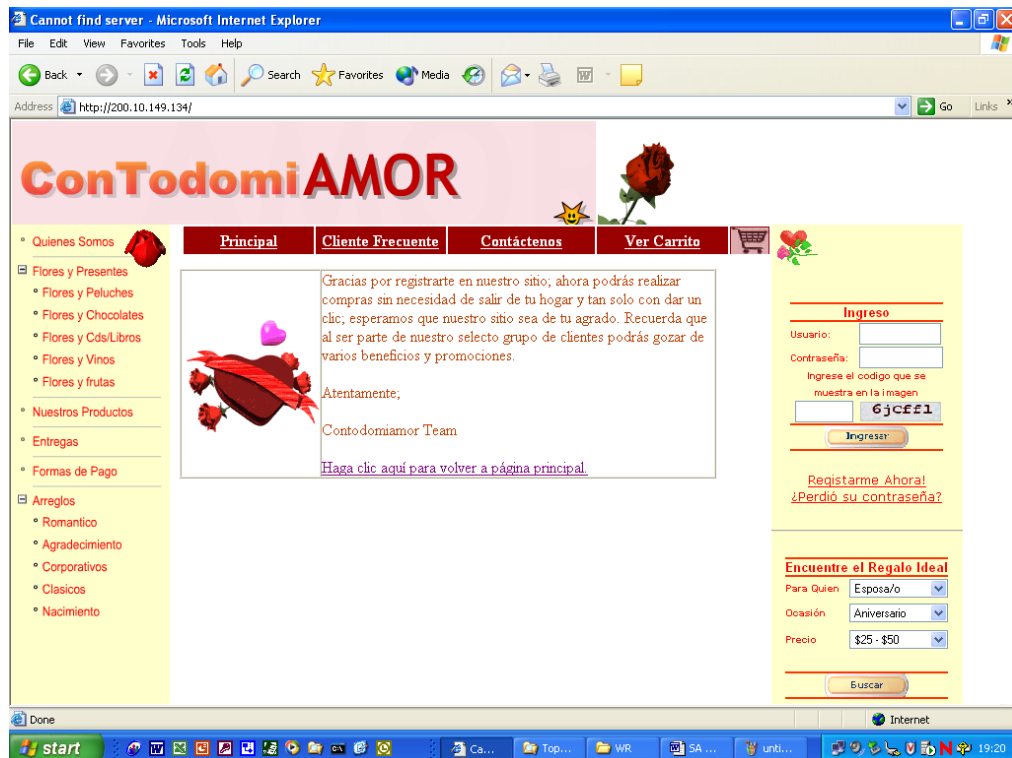 Cannot find server - Microsoft Internet Explorer
File Edit View Favorites Tools Help
Back Search Favorites Media
Address http://200.10.149.134/ Go Links »
ConTodomiAMOR
Quienes Somos
Flores y Presentes
Flores y Peluches
Flores y Chocolates
Flores y Cds/Libros
Flores y Vinos
Flores y frutas
Nuestros Productos
Entregas
Formas de Pago
Arreglos
Romantico
Agradecimiento
Corporativos
Clasicos
Nacimiento
Principal Cliente Frecuente Contáctenos Ver Carrito
Gracias por registrarte en nuestro sitio; ahora podrás realizar
compras sin necesidad de salir de tu hogar y tan solo con dar un
clic; esperamos que nuestro sitio sea de tu agrado. Recuerda que
al ser parte de nuestro selecto grupo de clientes podrás gozar de
varios beneficios y promociones.
Atentamente;
Contodomiamor Team
Haga clic aquí para volver a página principal.
Ingreso
Usuario:
Contraseña:
Ingrese el codigo que se
muestra en la imagen
6jcff1
Ingresar
Registarme Ahora!
¿Perdió su contraseña?
Encuentre el Regalo Ideal
Para Quien Esposa/o
Ocasión Aniversario
Precio $25 - $50
Buscar
Done Internet
start Ca... Top... WR SA ... unti... 19:20